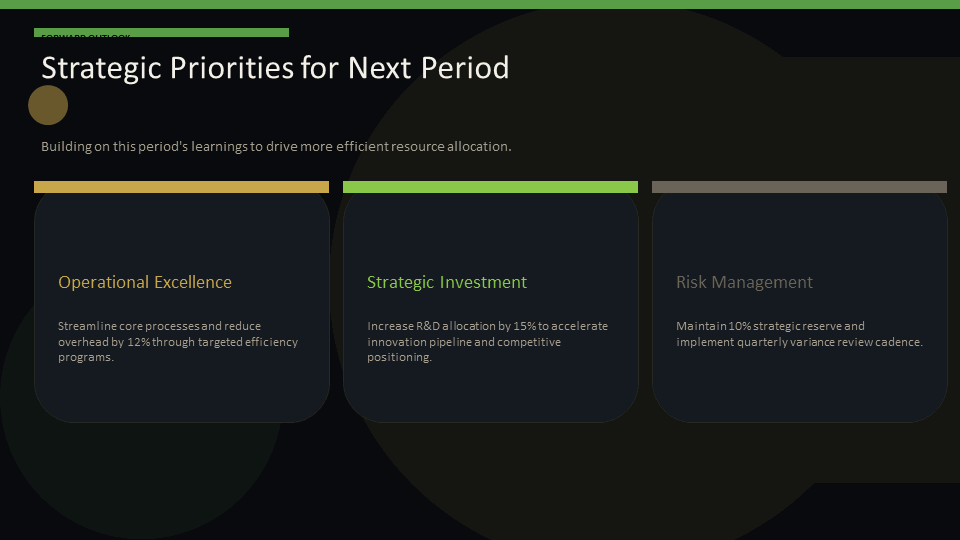 FORWARD OUTLOOK
Strategic Priorities for Next Period
Building on this period's learnings to drive more efficient resource allocation.
Operational Excellence
Streamline core processes and reduce
overhead by 12% through targeted efficiency
programs.
Strategic Investment
Increase R&D allocation by 15% to accelerate
innovation pipeline and competitive
positioning.
Risk Management
Maintain 10% strategic reserve and
implement quarterly variance review cadence.